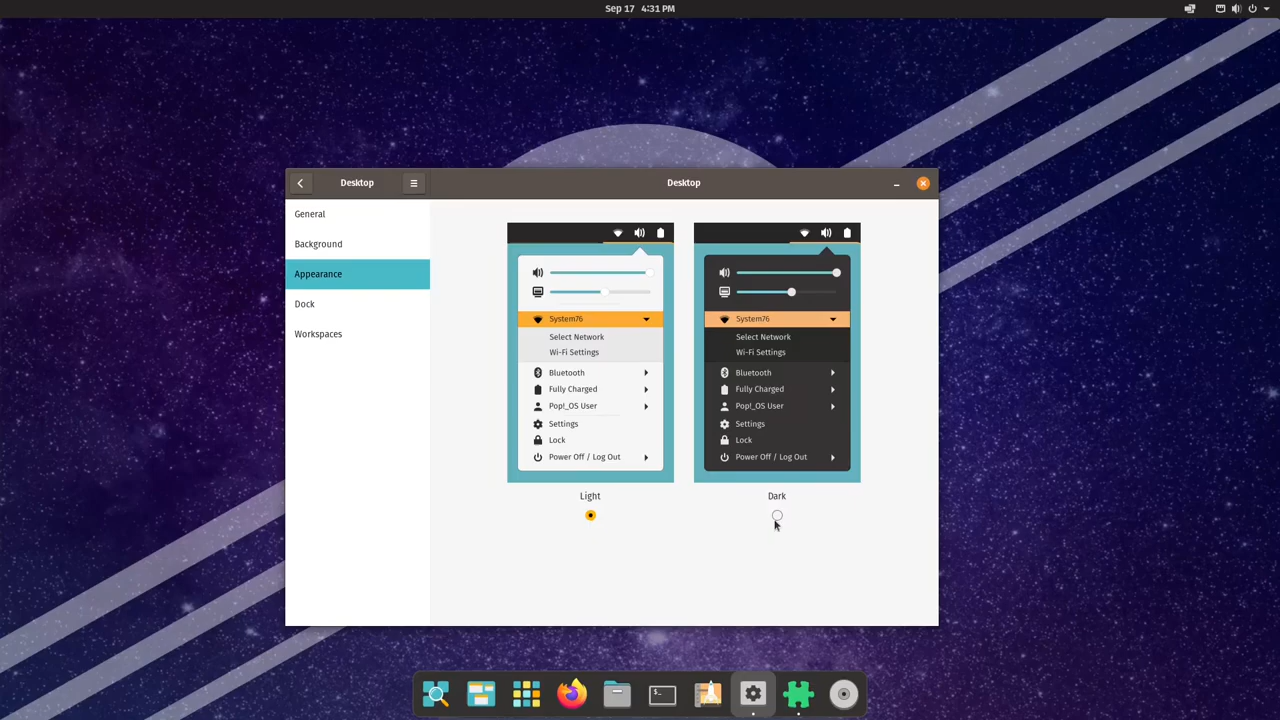 Sep 17 4:31 PM
Desktop
Desktop
General
Background
Appearance
Dock
Workspaces
System76
Select Network
Wi-Fi Settings
Bluetooth
Fully Charged
Pop!_OS User
Settings
Lock
Power Off / Log Out
Light
System76
Select Network
Wi-Fi Settings
Bluetooth
Fully Charged
Pop!_OS User
Settings
Lock
Power Off / Log Out
Dark